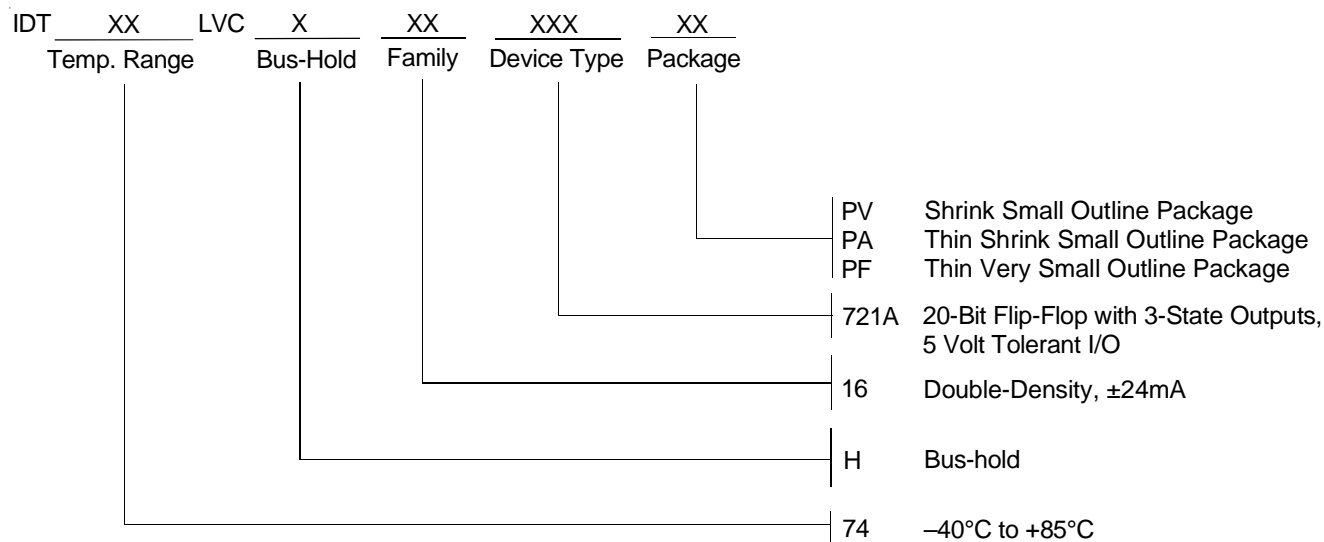 IDT XX LVC X XX XXX XX
Temp. Range Bus-Hold Family Device Type Package
PV Shrink Small Outline Package
PA Thin Shrink Small Outline Package
PF Thin Very Small Outline Package
721A 20-Bit Flip-Flop with 3-State Outputs,
5 Volt Tolerant I/O
16 Double-Density, ±24mA
H Bus-hold
74 –40°C to +85°C